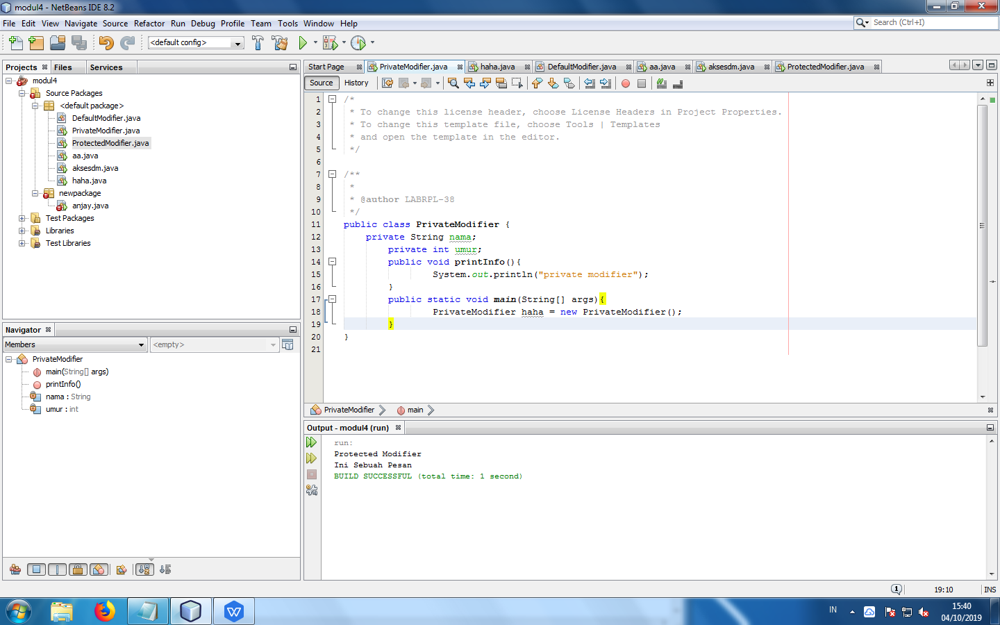 modul4 - NetBeans IDE 8.2
File Edit View Navigate Source Refactor Run Debug Profile Team Tools Window Help
Search (Ctrl+I)
<default config>
Projects Files Services
modul4
Source Packages
<default package>
DefaultModifier.java
PrivateModifier.java
ProtectedModifier.java
aa.java
aksesdm.java
haha.java
newpackage
anjay.java
Test Packages
Libraries
Test Libraries
Navigator
Members <empty>
PrivateModifier
main(String[] args)
printInfo()
nama : String
umur : int
Start Page PrivateModifier.java haha.java DefaultModifier.java aa.java aksesdm.java ProtectedModifier.java
Source History
1 /*
2 * To change this license header, choose License Headers in Project Properties.
3 * To change this template file, choose Tools | Templates
4 * and open the template in the editor.
5 */
6
7 /**
8 *
9 * @author LABRPL-38
10 */
11 public class PrivateModifier {
12 private String nama;
13 private int umur;
14 public void printInfo(){
15 System.out.println("private modifier");
16 }
17 public static void main(String[] args){
18 PrivateModifier haha = new PrivateModifier();
19 }
20 }
21
PrivateModifier main
Output - modul4 (run)
run:
Protected Modifier
Ini Sebuah Pesan
BUILD SUCCESSFUL (total time: 1 second)
1 19:10 INS
IN
15:40
04/10/2019